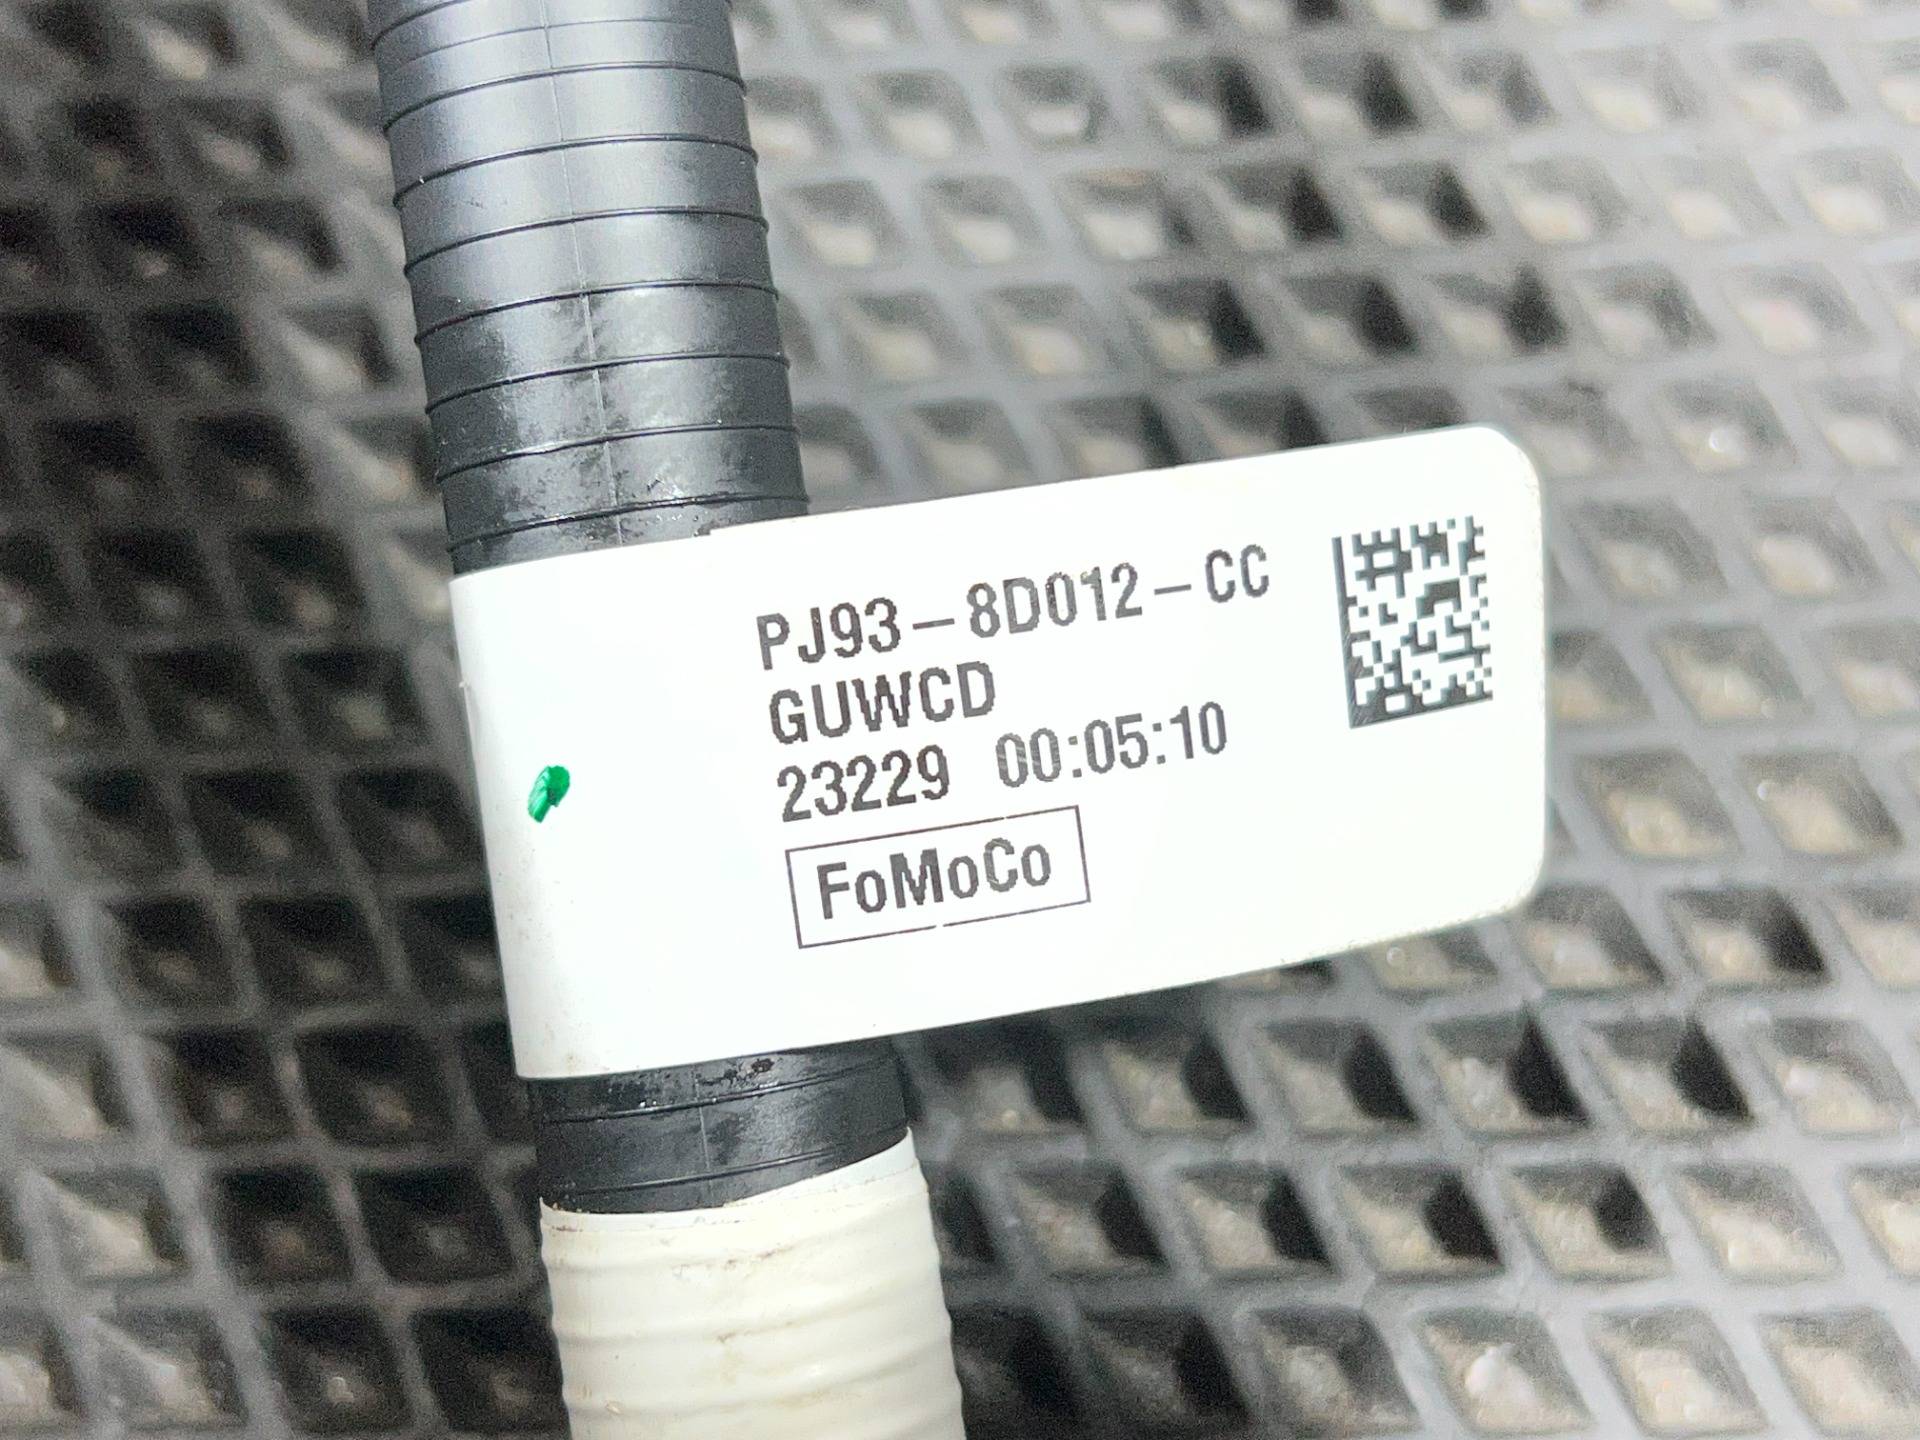 PJ93-8D012-CC
GUWCD
23229 00:05:10
FoMoCo